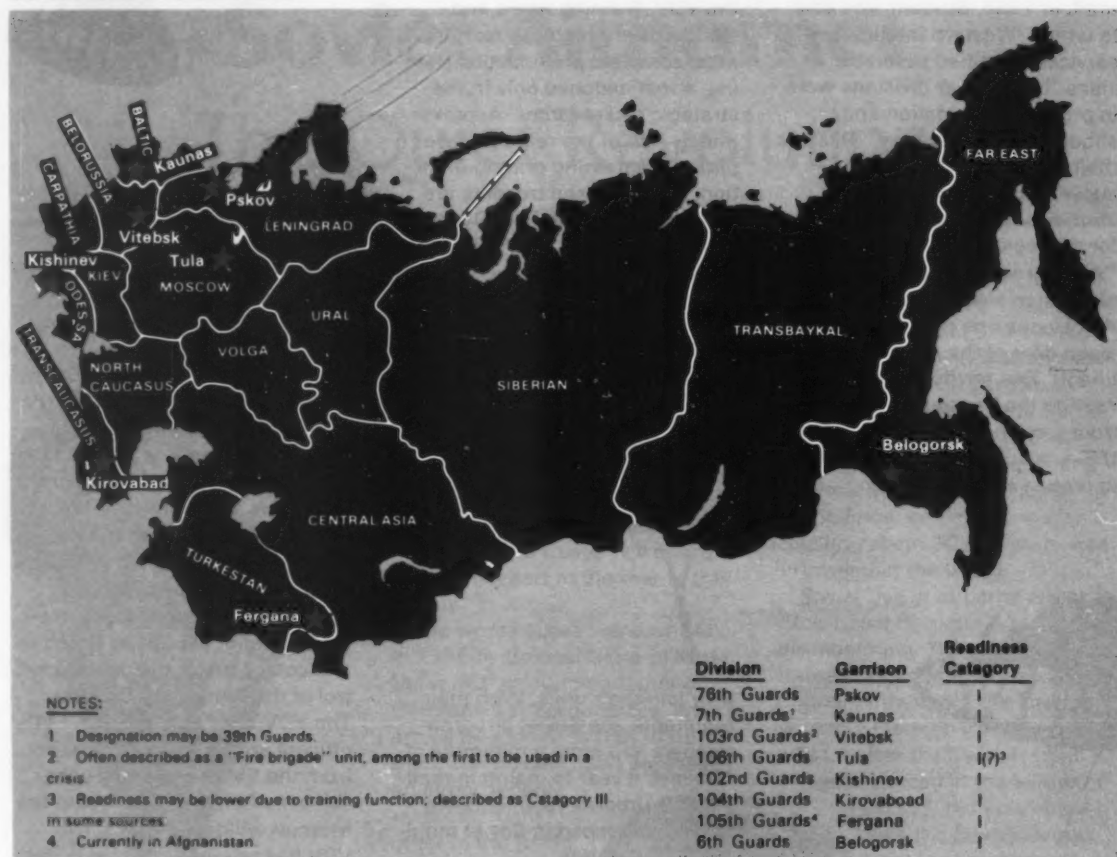 BALTIC
BELORUSSIA
CARPATHIA
Kaunas
Pskov
LENINGRAD
FAR EAST
Vitebsk
Tula
MOSCOW
Kishinev
KIEV
ODESSA
URAL
TRANSBAYKAL
VOLGA
SIBERIAN
NORTH
CAUCASUS
TRANSCAUCASUS
Belogorsk
Kirovabad
CENTRAL ASIA
TURKESTAN
Fergana
NOTES:
1 Designation may be 39th Guards.
2 Often described as a "Fire brigade" unit, among the first to be used in a
crisis.
3 Readiness may be lower due to training function; described as Catagory III
in some sources.
4 Currently in Afganistan.
Readiness
Division Garrison Catagory
76th Guards Pskov I
7th Guards¹ Kaunas I
103rd Guards² Vitebsk I
106th Guards Tula I(?)³
102nd Guards Kishinev I
104th Guards Kirovaboad I
105th Guards⁴ Fergana I
6th Guards Belogorsk I